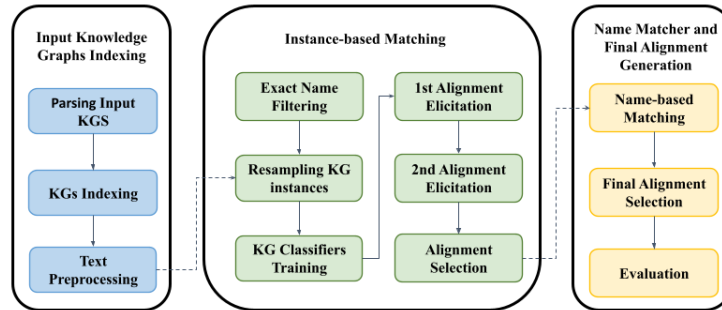 Input Knowledge
Graphs Indexing
Parsing Input
KGS
KGs Indexing
Text
Preprocessing
Instance-based Matching
Exact Name
Filtering
Resampling KG
instances
KG Classifiers
Training
1st Alignment
Elicitation
2nd Alignment
Elicitation
Alignment
Selection
Name Matcher and
Final Alignment
Generation
Name-based
Matching
Final Alignment
Selection
Evaluation